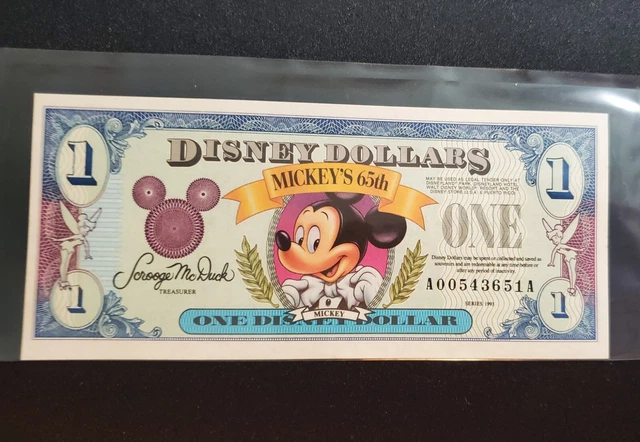 1
DISNEY DOLLARS
1
MICKEY'S 65th
MAY BE USED AS LEGAL TENDER ONLY AT
DISNEYLAND PARK, DISNEYLAND HOTEL
WALT DISNEY WORLD RESORT AND THE
DISNEY STORE (U.S.A. & PUERTO RICO)
ONE
Disney Dollars may be spent or collected and saved as
souvenirs and are redeemable at any time before or
after any period of inactivity.
Scrooge McDuck
TREASURER
A00543651A
SERIES 1993
1
MICKEY
ONE DISNEY DOLLAR
1